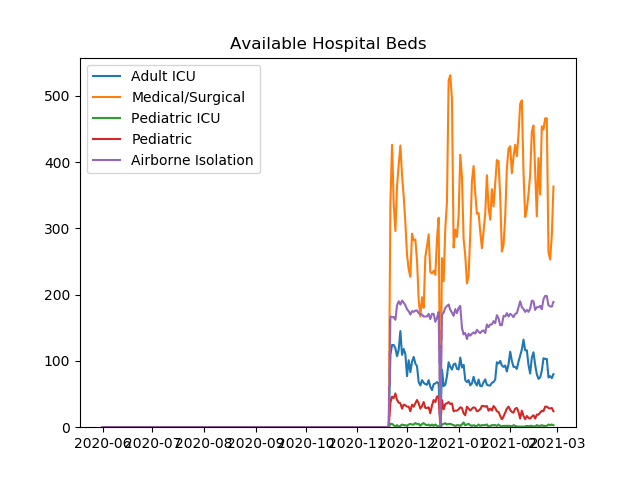 Available Hospital Beds
Adult ICU
Medical/Surgical
Pediatric ICU
Pediatric
Airborne Isolation
500
400
300
200
100
0
2020-06 2020-07 2020-08 2020-09 2020-10 2020-11 2020-12 2021-01 2021-02 2021-03